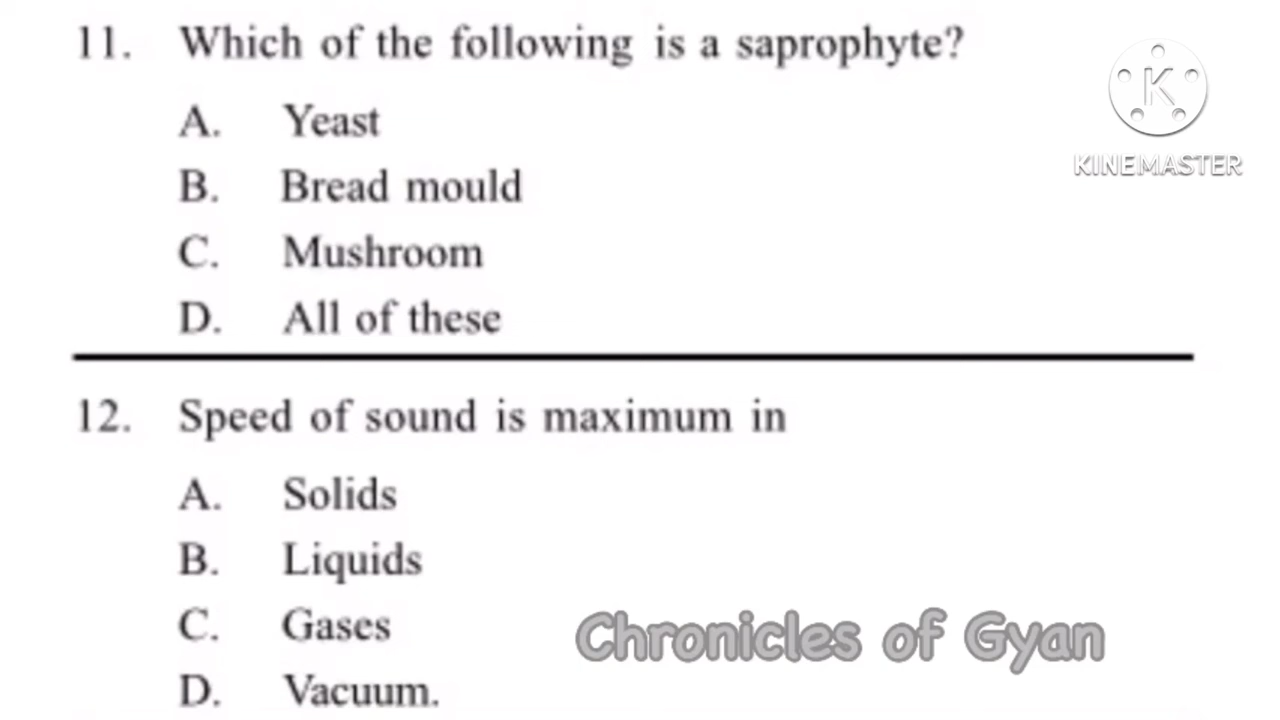 11. Which of the following is a saprophyte?
K
KINEMASTER
A. Yeast
B. Bread mould
C. Mushroom
D. All of these
12. Speed of sound is maximum in
A. Solids
B. Liquids
C. Gases
D. Vacuum.
Chronicles of Gyan